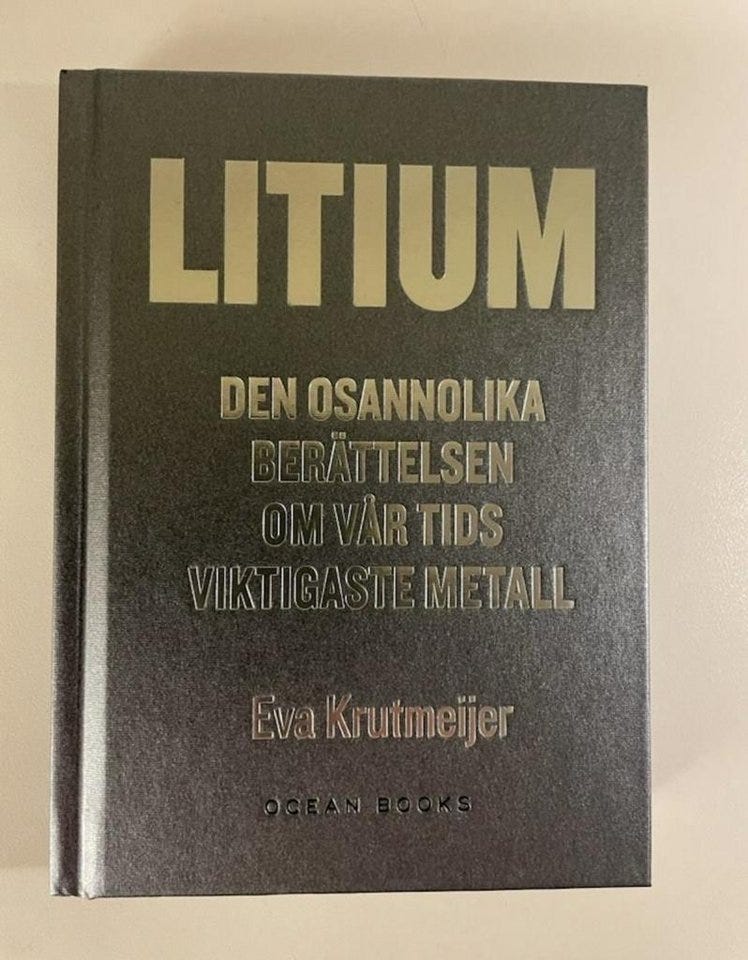 LITIUM
DEN OSANNOLIKA
BERÄTTELSEN
OM VÅR TIDS
VIKTIGASTE METALL
Eva Krutmeijer
OCEAN BOOKS